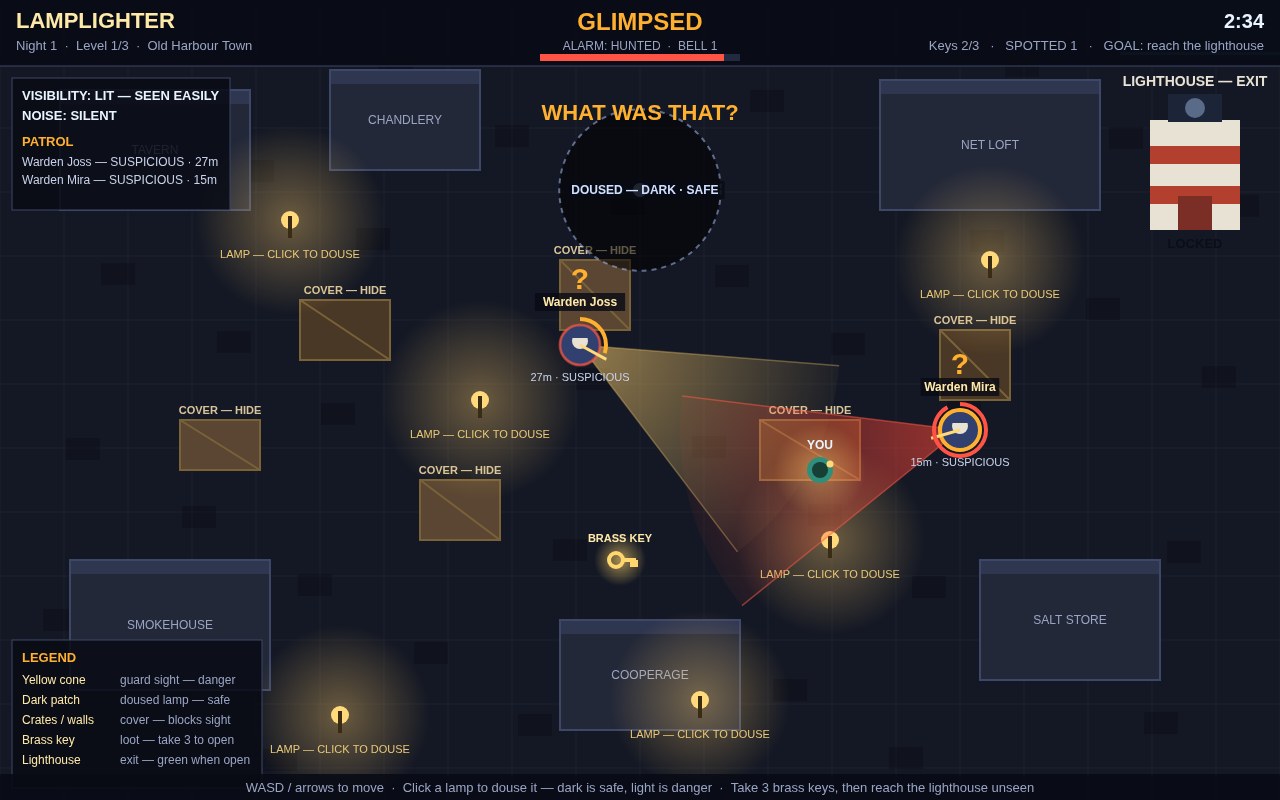 LAMPLIGHTER
Night 1 · Level 1/3 · Old Harbour Town
GLIMPSED
ALARM: HUNTED · BELL 1
2:34
Keys 2/3 · SPOTTED 1 · GOAL: reach the lighthouse
VISIBILITY: LIT — SEEN EASILY
NOISE: SILENT
PATROL
TAVERN
Warden Joss — SUSPICIOUS · 27m
Warden Mira — SUSPICIOUS · 15m
CHANDLERY
WHAT WAS THAT?
DOUSED — DARK · SAFE
NET LOFT
LIGHTHOUSE — EXIT
LOCKED
LAMP — CLICK TO DOUSE
COVER — HIDE
?
Warden Joss
27m · SUSPICIOUS
COVER — HIDE
LAMP — CLICK TO DOUSE
COVER — HIDE
?
Warden Mira
15m · SUSPICIOUS
COVER — HIDE
LAMP — CLICK TO DOUSE
COVER — HIDE
YOU
COVER — HIDE
BRASS KEY
LAMP — CLICK TO DOUSE
SMOKEHOUSE
COOPERAGE
SALT STORE
LAMP — CLICK TO DOUSE
LAMP — CLICK TO DOUSE
LEGEND
Yellow cone guard sight — danger
Dark patch doused lamp — safe
Crates / walls cover — blocks sight
Brass key loot — take 3 to open
Lighthouse exit — green when open
WASD / arrows to move · Click a lamp to douse it — dark is safe, light is danger · Take 3 brass keys, then reach the lighthouse unseen